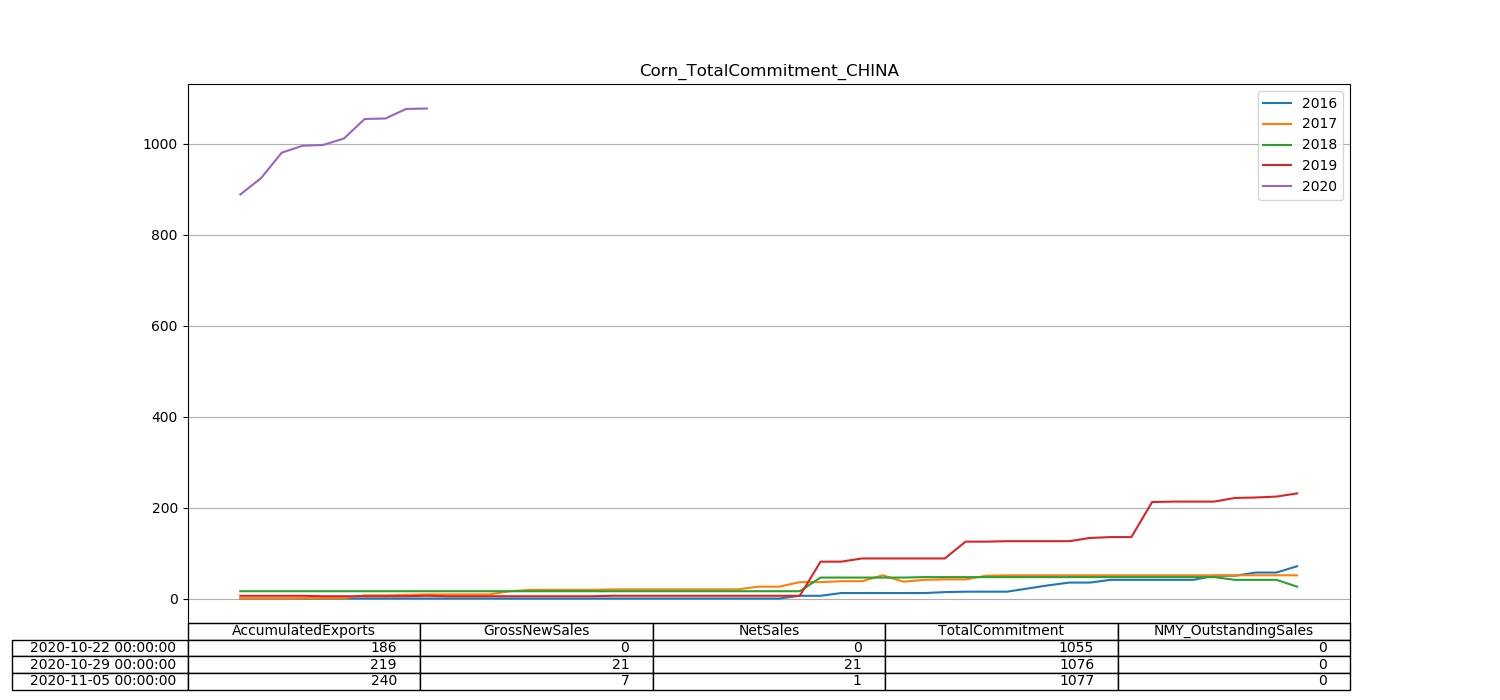 Corn_TotalCommitment_CHINA
2016
2017
2018
2019
2020
1000
800
600
400
200
0
AccumulatedExports GrossNewSales NetSales TotalCommitment NMY_OutstandingSales
2020-10-22 00:00:00 186 0 0 1055 0
2020-10-29 00:00:00 219 21 21 1076 0
2020-11-05 00:00:00 240 7 1 1077 0